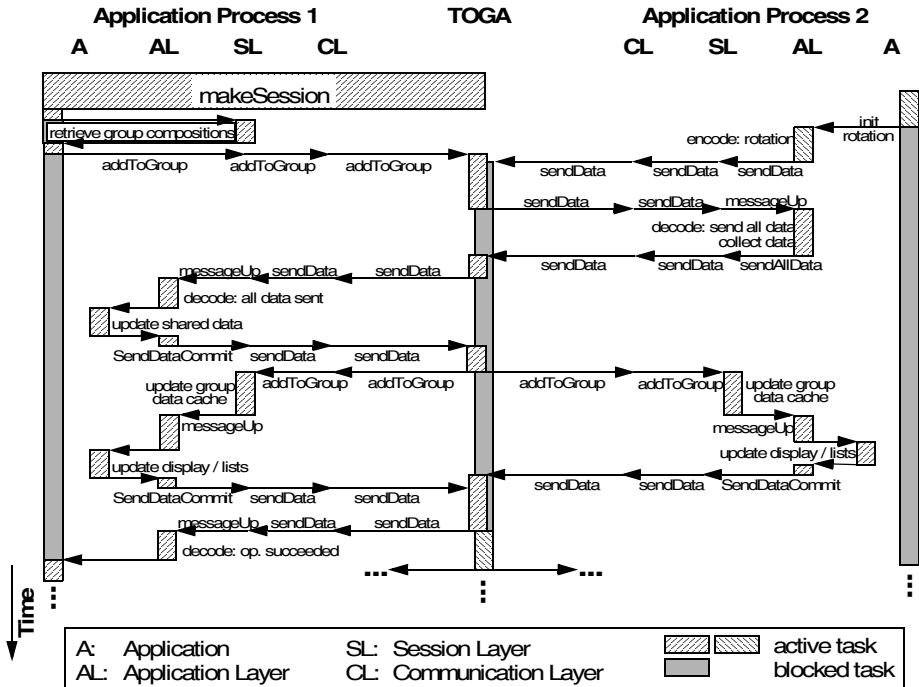 Application Process 1 TOGA Application Process 2
A AL SL CL CL SL AL A
makeSession
retrieve group compositions
init
rotation
encode: rotation
addToGroup addToGroup addToGroup
sendData sendData sendData
sendData sendData messageUp
decode: send all data
collect data
sendData sendData sendAllData
messageUp sendData sendData
decode: all data sent
update shared data
SendDataCommit sendData sendData
addToGroup addToGroup addToGroup addToGroup
update group
data cache
update group
data cache
messageUp
messageUp
update display / lists
update display / lists
SendDataCommit sendData sendData
sendData sendData SendDataCommit
messageUp sendData sendData
decode: op. succeeded
... ...
... ... ...
Time
A: Application SL: Session Layer active task
AL: Application Layer CL: Communication Layer blocked task